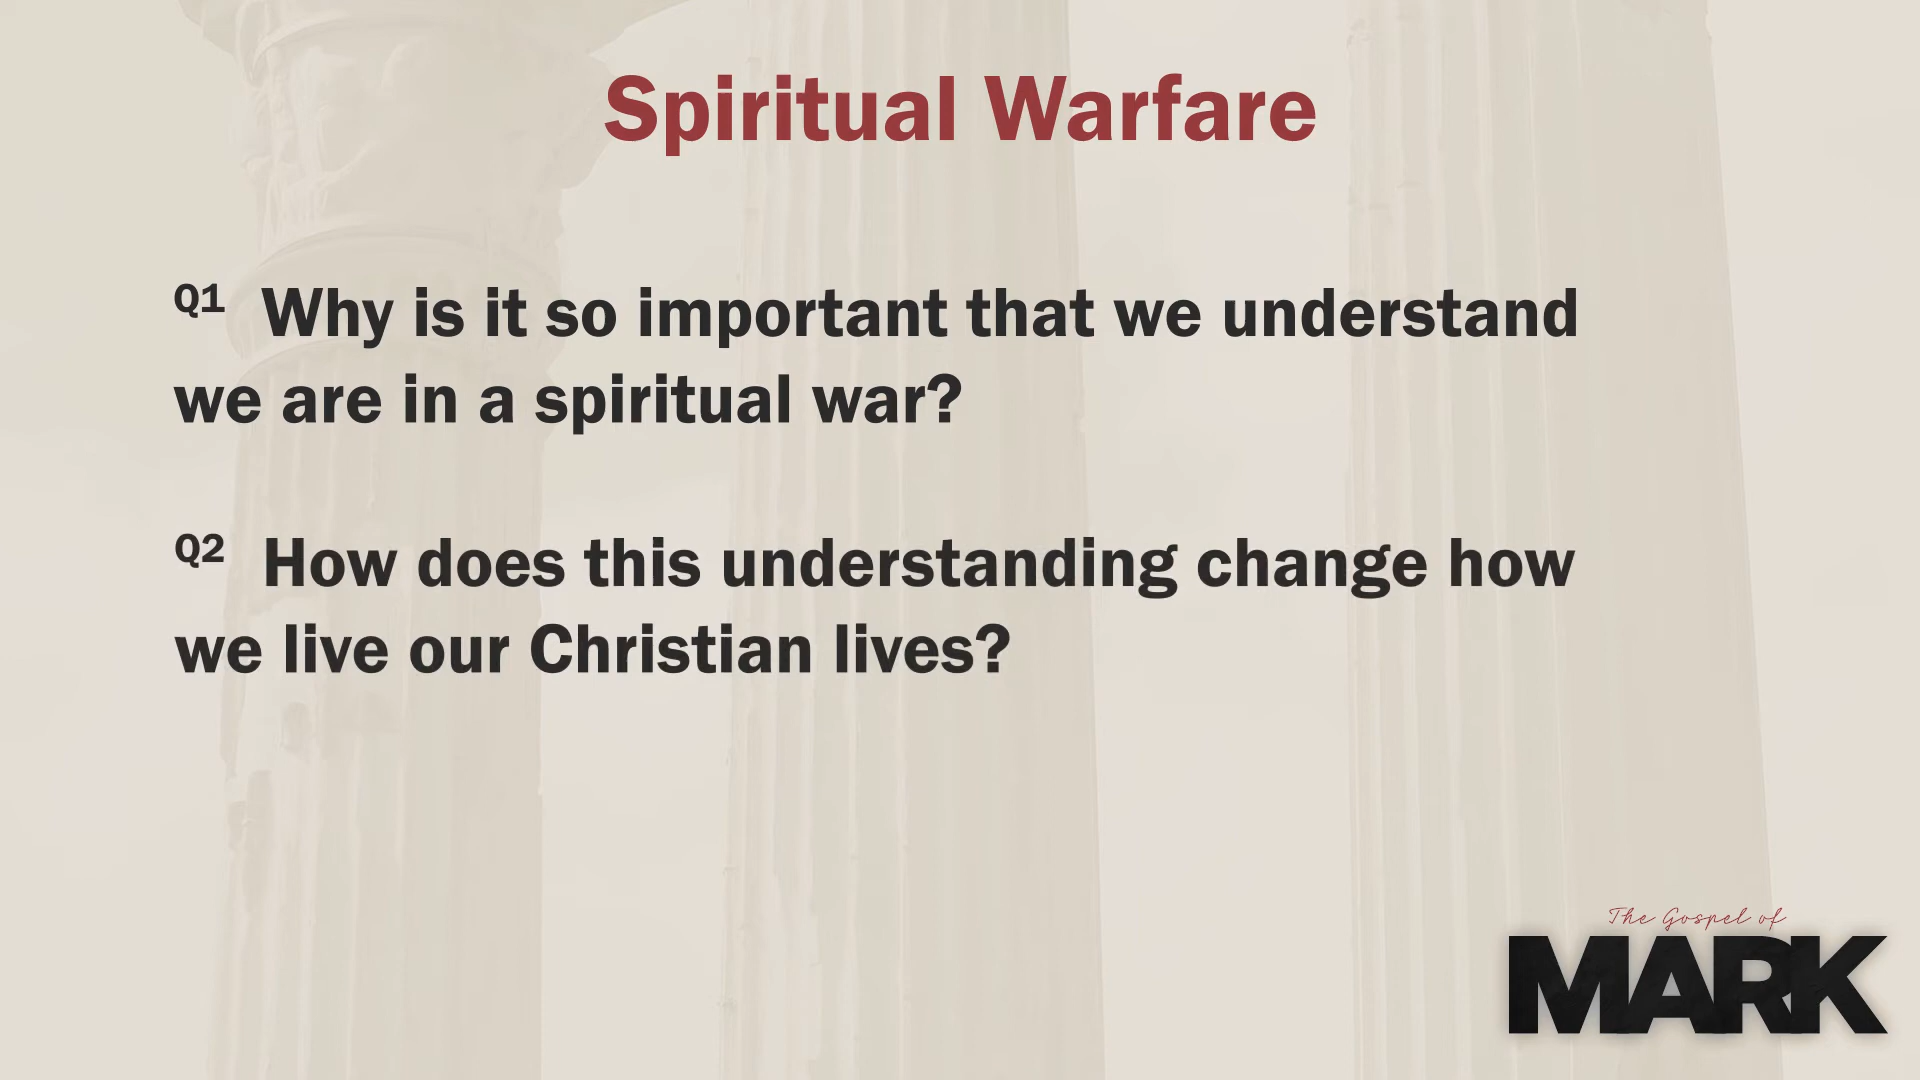 Spiritual Warfare
Q1 Why is it so important that we understand
we are in a spiritual war?
Q2 How does this understanding change how
we live our Christian lives?
The Gospel of
MARK